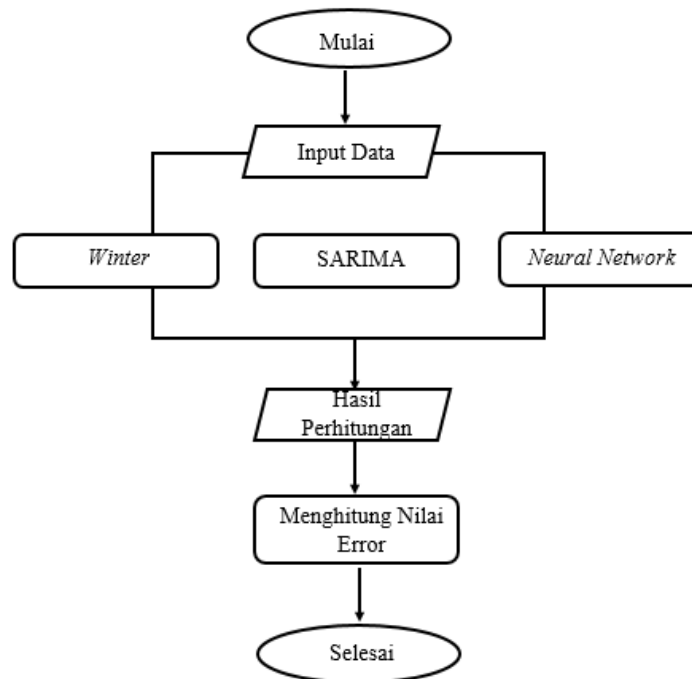 Mulai
Input Data
Winter
SARIMA
Neural Network
Hasil
Perhitungan
Menghitung Nilai
Error
Selesai